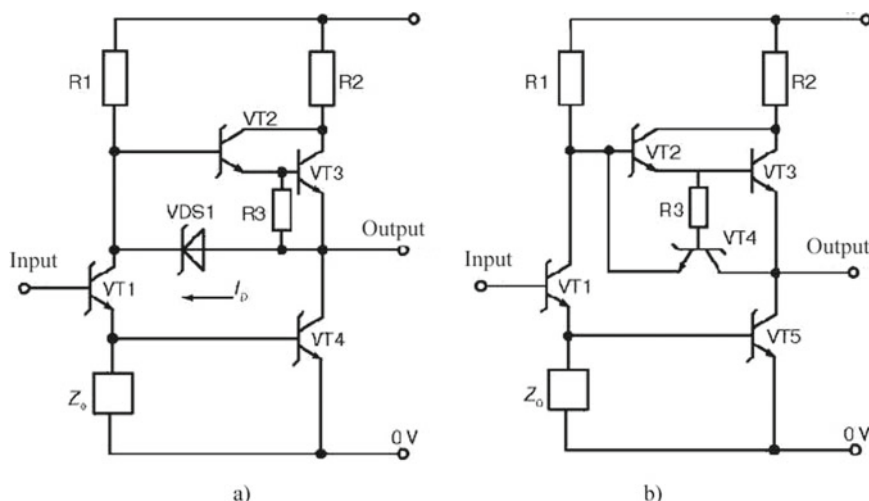 R1
R2
VT2
VT3
R3
VDS1
Output
Input
VT1
I_D
VT4
Z_0
0 V
a)
R1
R2
VT2
VT3
R3
VT4
Output
Input
VT1
VT5
Z_0
0 V
b)